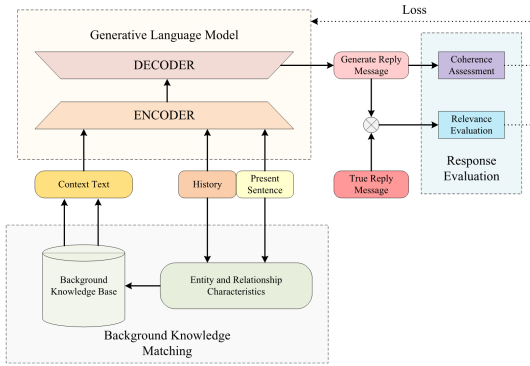 Loss
Generative Language Model
DECODER
ENCODER
Generate Reply
Message
Coherence
Assessment
Relevance
Evaluation
Response
Evaluation
True Reply
Message
Context Text
History
Present
Sentence
Background
Knowledge Base
Entity and Relationship
Characteristics
Background Knowledge
Matching